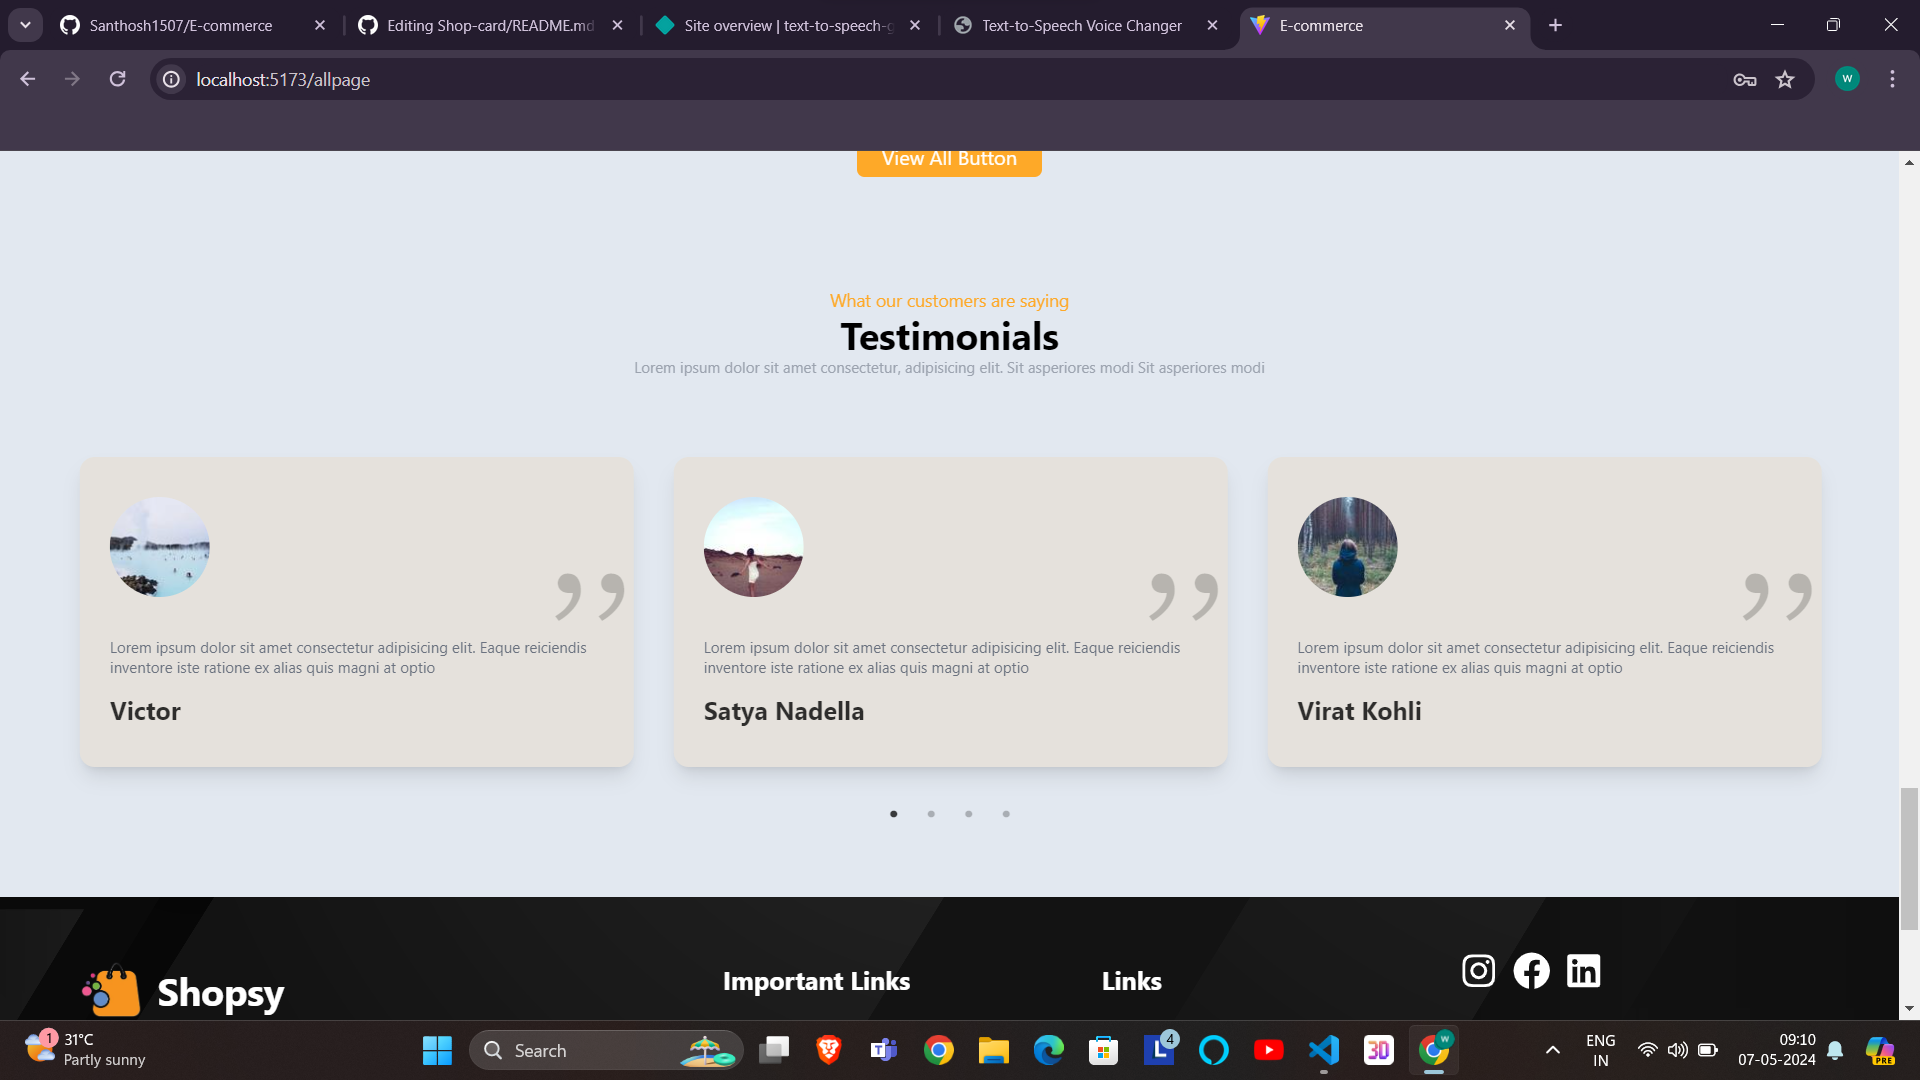 Santhosh1507/E-commerce
Editing Shop-card/README.md
Site overview | text-to-speech-g
Text-to-Speech Voice Changer
E-commerce
localhost:5173/allpage
W
View All Button
What our customers are saying
Testimonials
Lorem ipsum dolor sit amet consectetur, adipisicing elit. Sit asperiores modi Sit asperiores modi
Lorem ipsum dolor sit amet consectetur adipisicing elit. Eaque reiciendis
inventore iste ratione ex alias quis magni at optio
Victor
Lorem ipsum dolor sit amet consectetur adipisicing elit. Eaque reiciendis
inventore iste ratione ex alias quis magni at optio
Satya Nadella
Lorem ipsum dolor sit amet consectetur adipisicing elit. Eaque reiciendis
inventore iste ratione ex alias quis magni at optio
Virat Kohli
Shopsy
Important Links
Links
1
31°C
Partly sunny
Search
L
4
3D
W
ENG
IN
09:10
07-05-2024
PRE